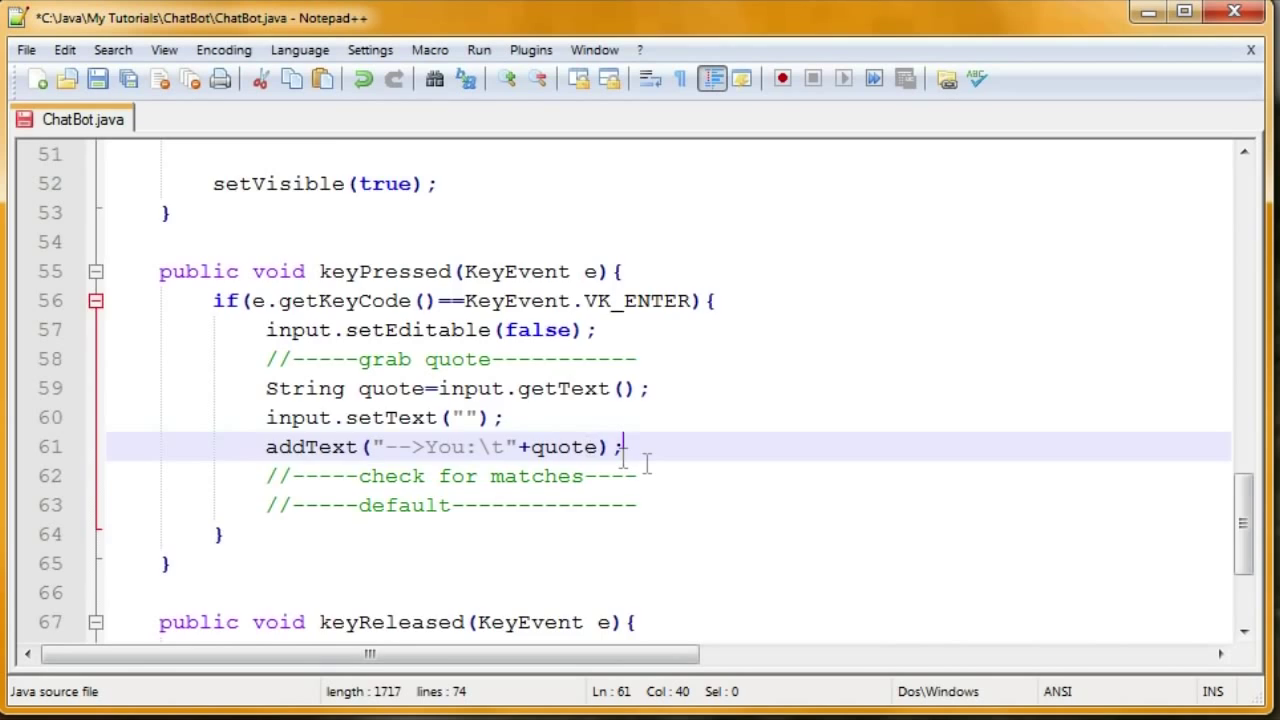 *C:\Java\My Tutorials\ChatBot\ChatBot.java - Notepad++
File Edit Search View Encoding Language Settings Macro Run Plugins Window ? X
ABC
ChatBot.java
51
52 setVisible(true);
53 }
54
55 public void keyPressed(KeyEvent e){
56 if(e.getKeyCode()==KeyEvent.VK_ENTER){
57 input.setEditable(false);
58 //-----grab quote-----------
59 String quote=input.getText();
60 input.setText("");
61 addText("-->You:\t"+quote);
62 //-----check for matches----
63 //-----default--------------
64 }
65 }
66
67 public void keyReleased(KeyEvent e){
Java source file length : 1717 lines : 74 Ln : 61 Col : 40 Sel : 0 Dos\Windows ANSI INS